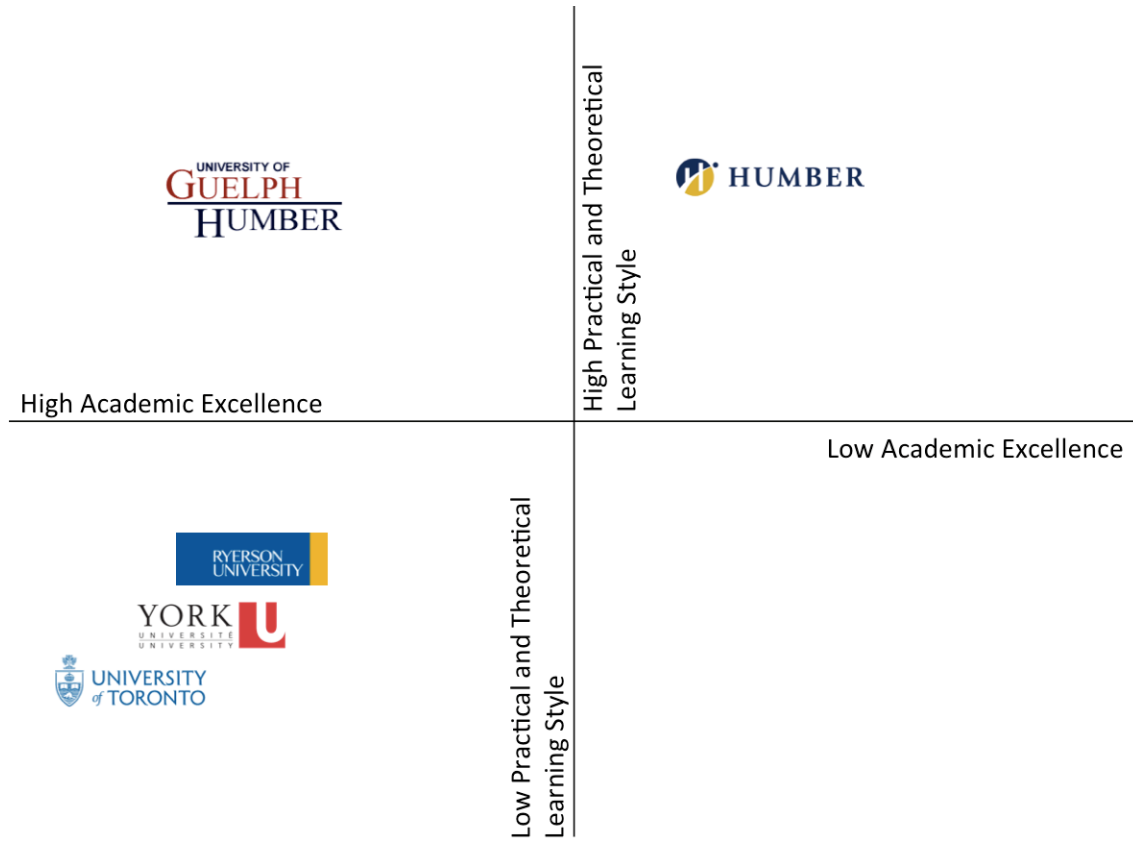 High Practical and Theoretical
Learning Style
UNIVERSITY OF
GUELPH
HUMBER
HUMBER
High Academic Excellence
Low Academic Excellence
Low Practical and Theoretical
Learning Style
RYERSON
UNIVERSITY
YORK U
UNIVERSITÉ
UNIVERSITY
UNIVERSITY
of TORONTO